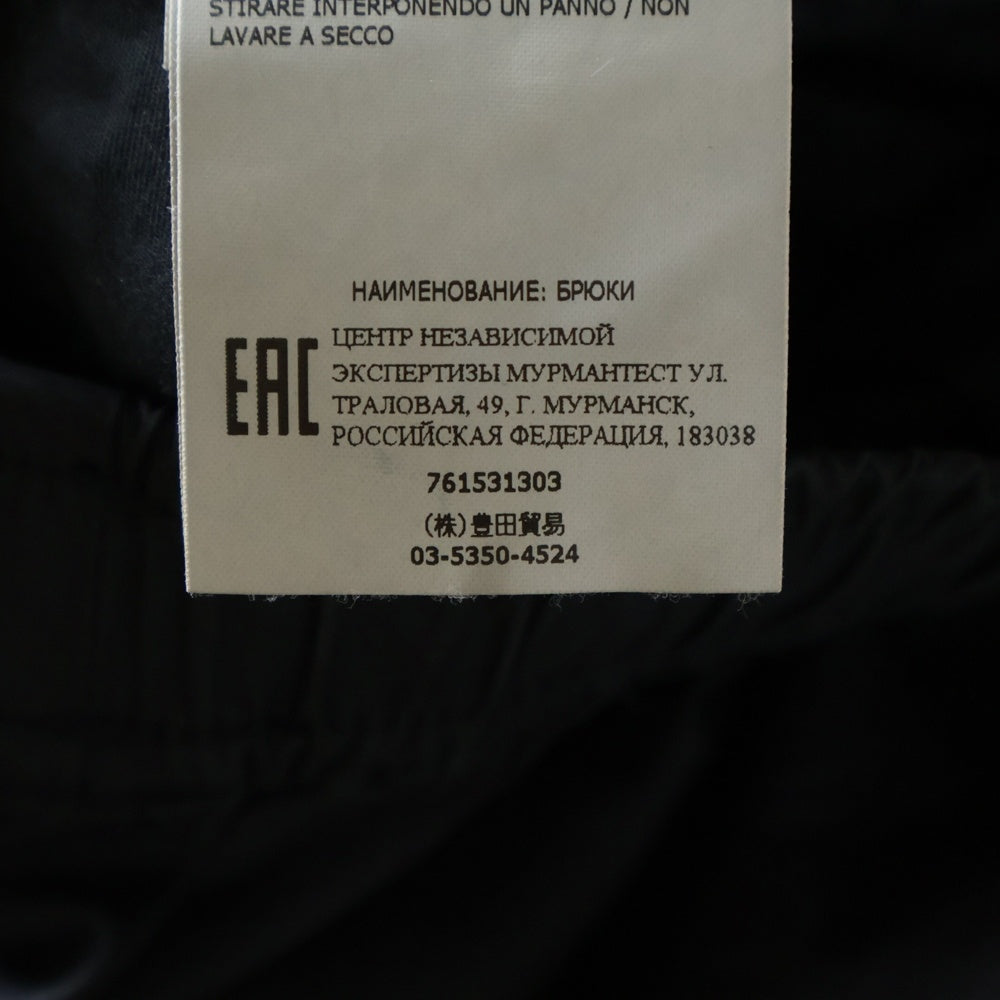 STIRARE INTERPONENDO UN PANNO / NON
LAVARE A SECCO
НАИМЕНОВАНИЕ: БРЮКИ
EAC
ЦЕНТР НЕЗАВИСИМОЙ
ЭКСПЕРТИЗЫ МУРМАНТЕСТ УЛ.
ТРАЛОВАЯ, 49, Г. МУРМАНСК,
РОССИЙСКАЯ ФЕДЕРАЦИЯ, 183038
761531303
(株)豊田貿易
03-5350-4524